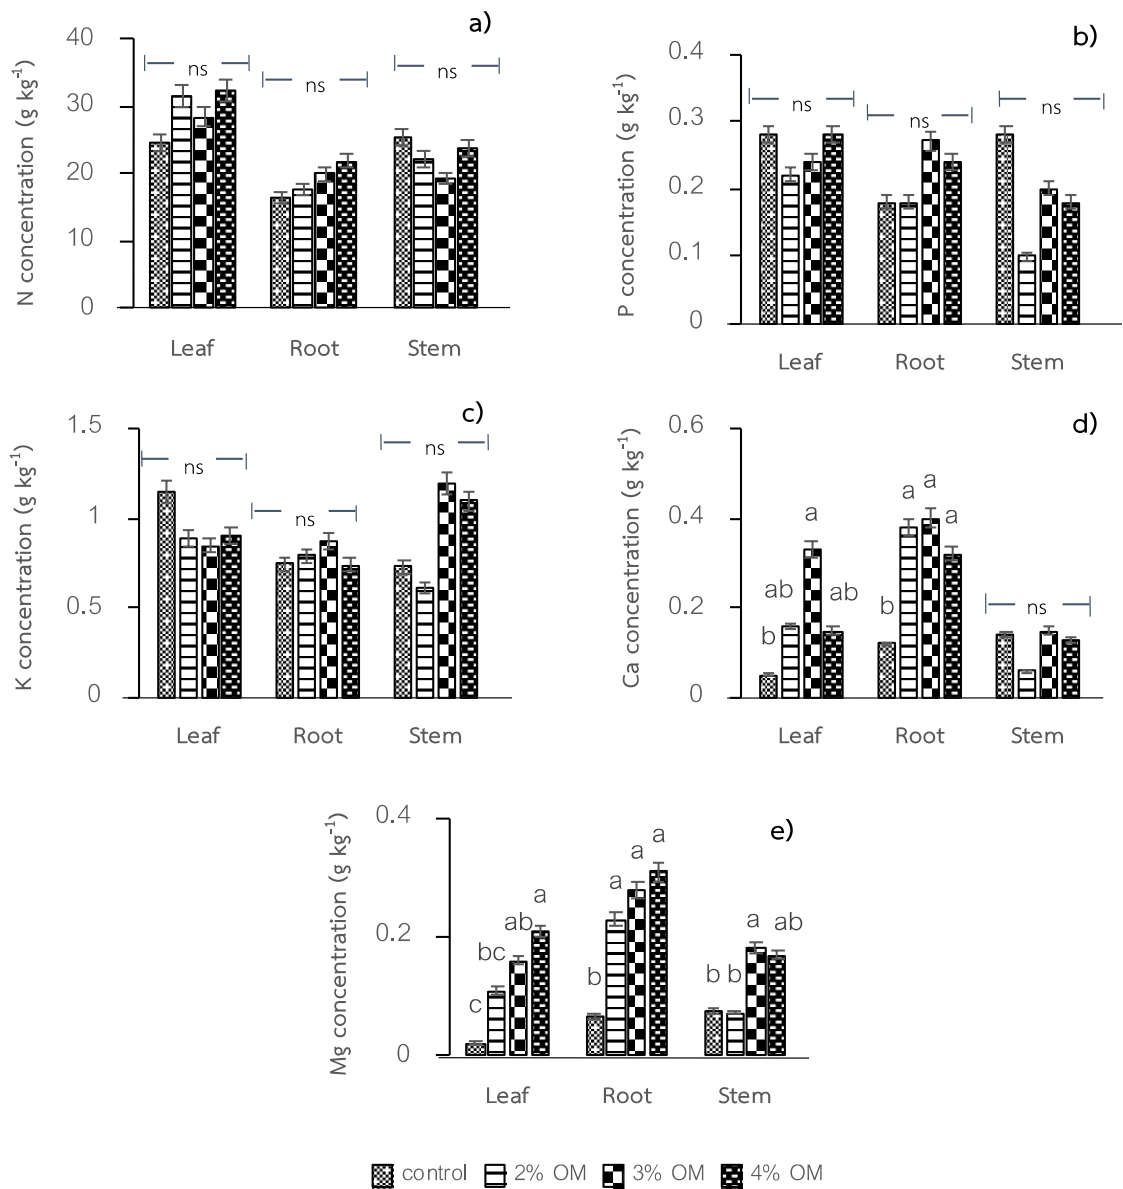 a)
N concentration (g kg-1)
40
30
20
10
0
ns
ns
ns
Leaf
Root
Stem
b)
P concentration (g kg-1)
0.4
0.3
0.2
0.1
0
ns
ns
ns
Leaf
Root
Stem
c)
K concentration (g kg-1)
1.5
1
0.5
0
ns
ns
ns
Leaf
Root
Stem
d)
Ca concentration (g kg-1)
0.6
0.4
0.2
0
b
ab
a
ab
b
a
a
a
ns
Leaf
Root
Stem
e)
Mg concentration (g kg-1)
0.4
0.2
0
c
bc
ab
a
b
a
a
a
b
b
a
ab
Leaf
Root
Stem
control 2% OM 3% OM 4% OM